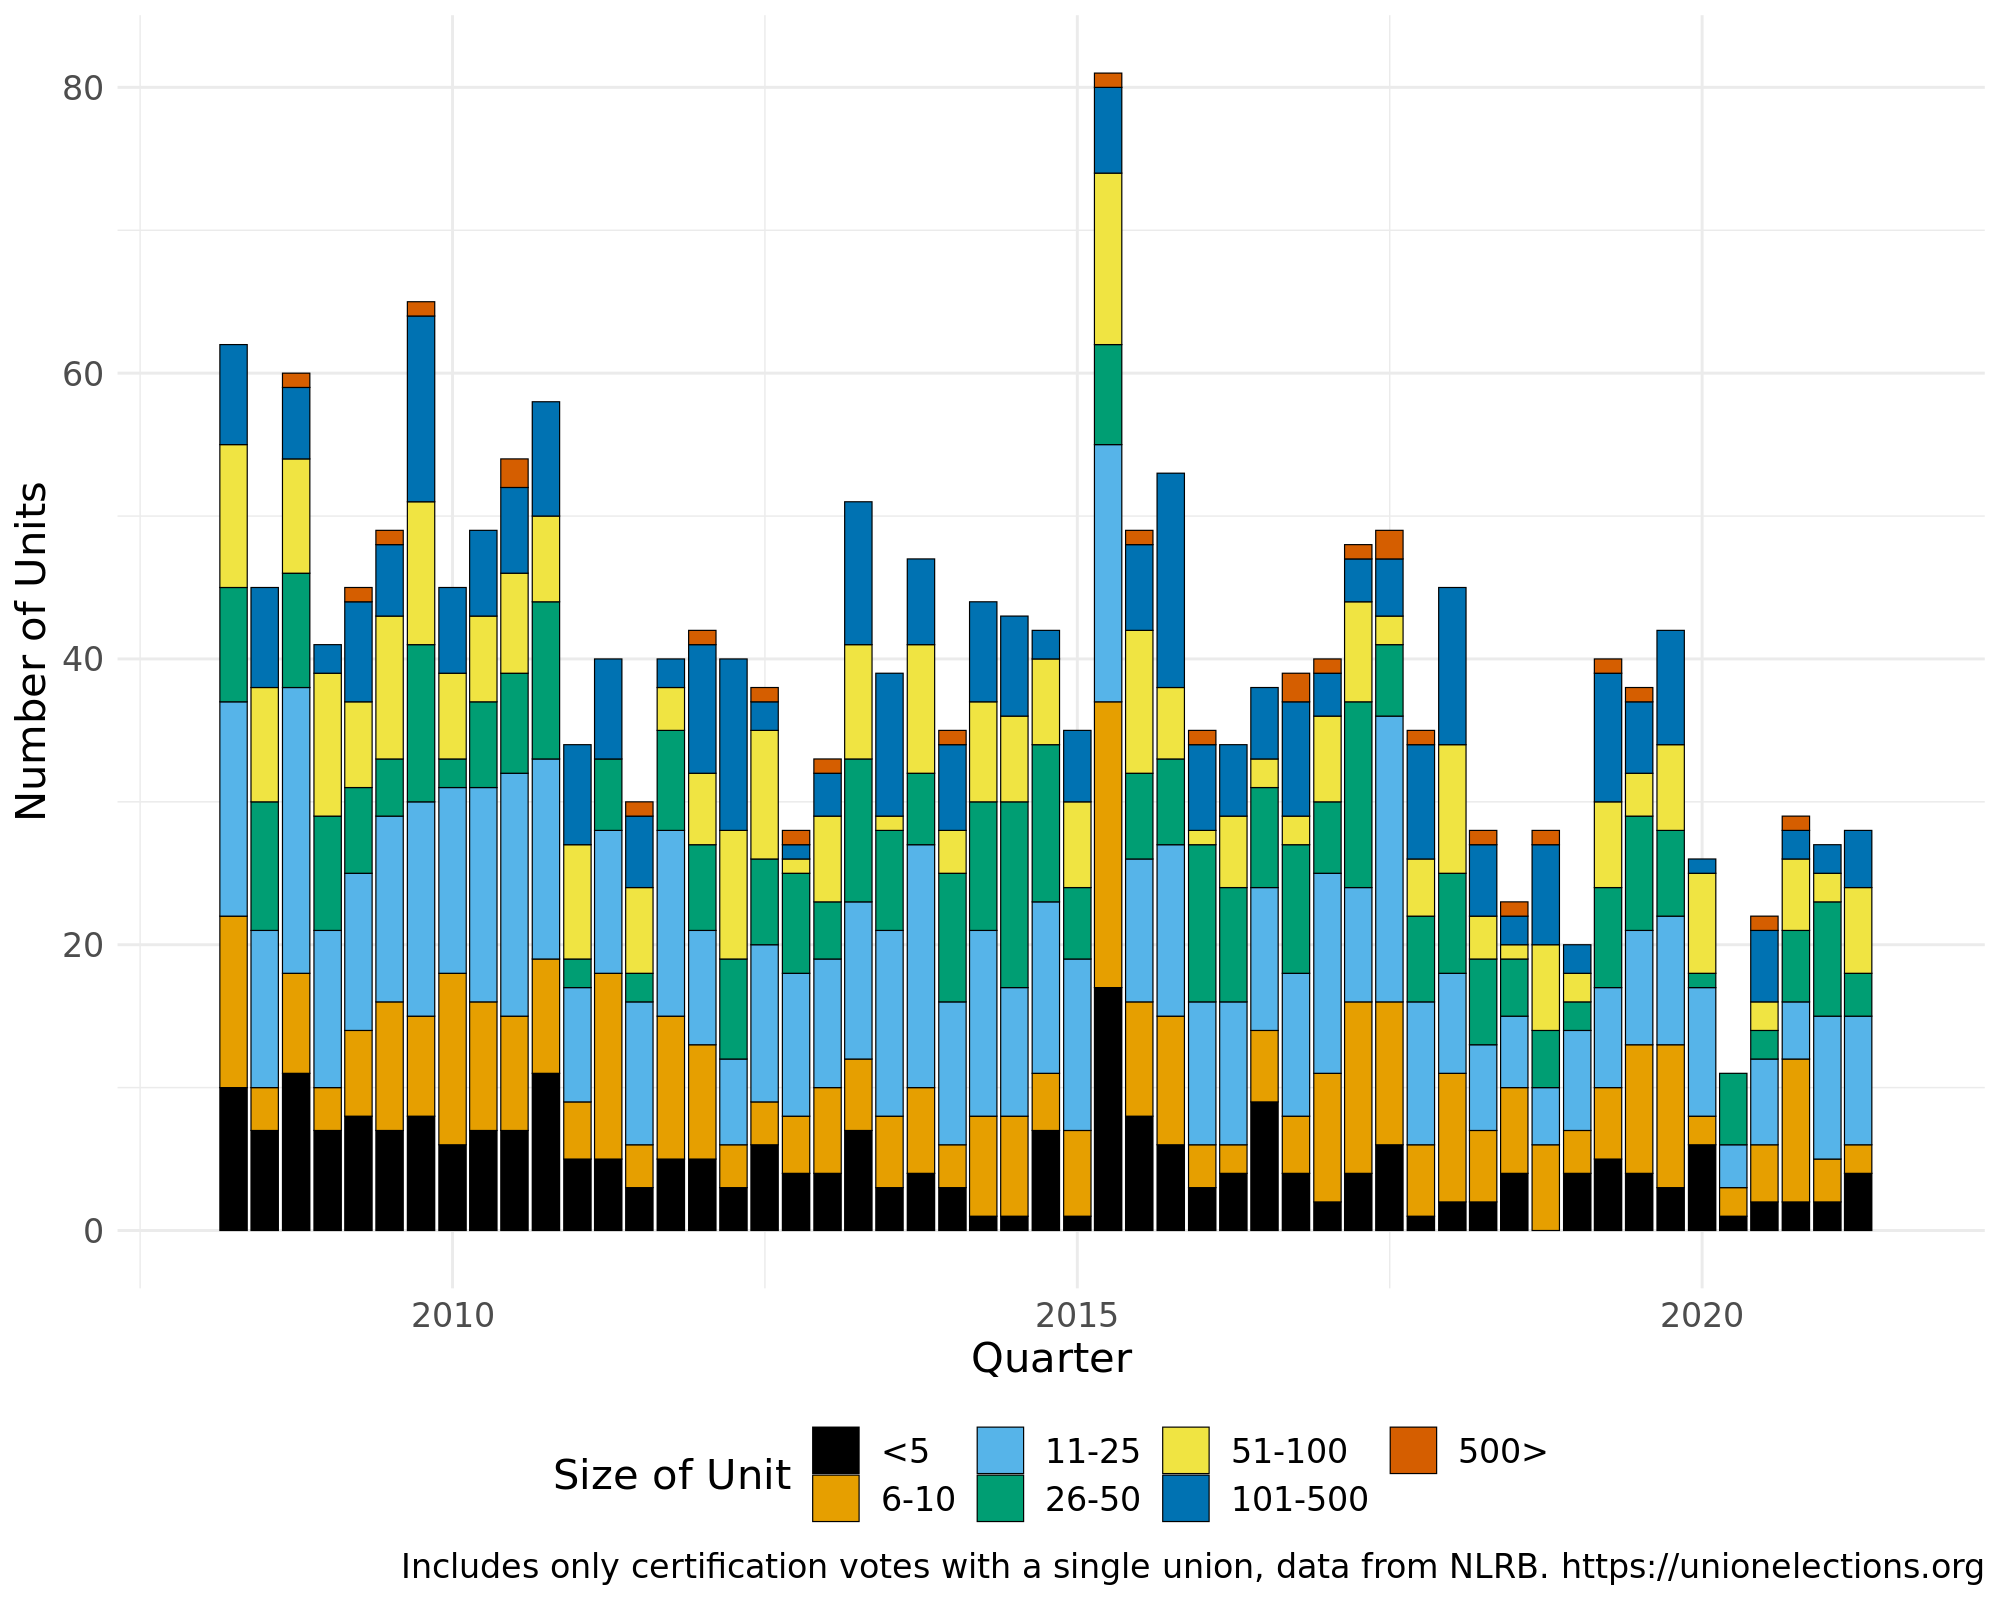 80
60
40
20
0
Number of Units
2010 2015 2020
Quarter
Size of Unit
<5 11-25 51-100 500>
6-10 26-50 101-500
Includes only certification votes with a single union, data from NLRB. https://unionelections.org